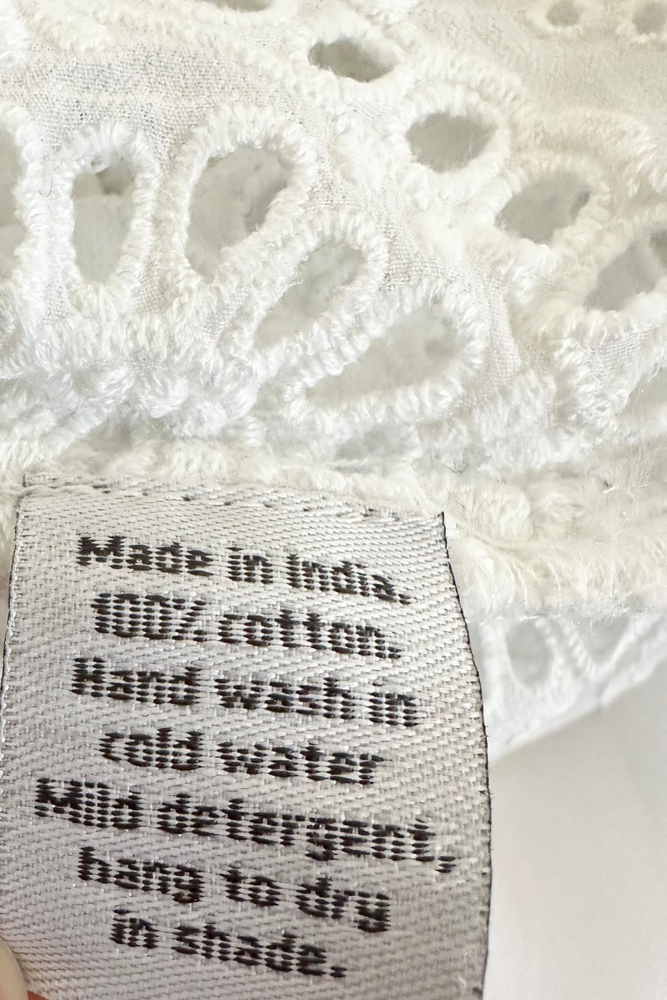 Made in India.
100% cotton.
Hand wash in
cold water
Mild detergent,
hang to dry
in shade.